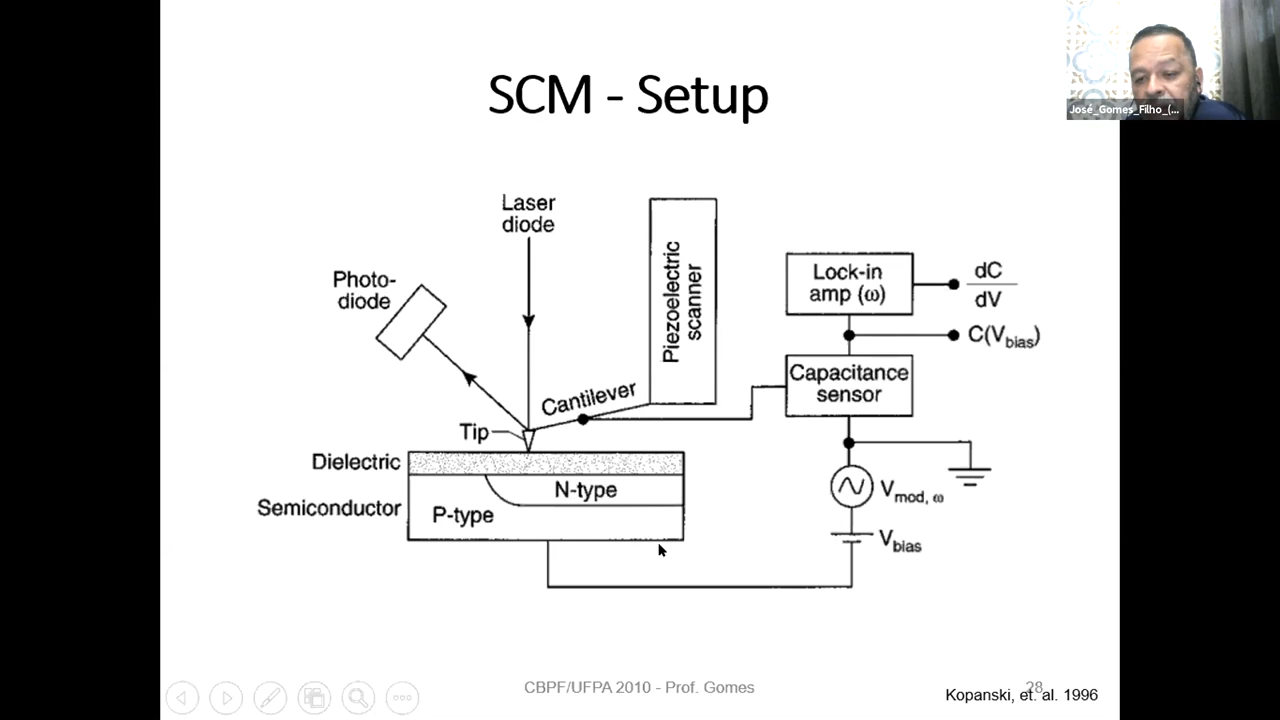 José_Gomes_Filho_(...
SCM - Setup
Laser
diode
Photo-
diode
Piezoelectric
scanner
Lock-in
amp (ω)
dC
dV
C(Vbias)
Capacitance
sensor
Cantilever
Tip
Dielectric
N-type
Semiconductor
P-type
Vmod, ω
Vbias
CBPF/UFPA 2010 - Prof. Gomes
28
Kopanski, et. al. 1996